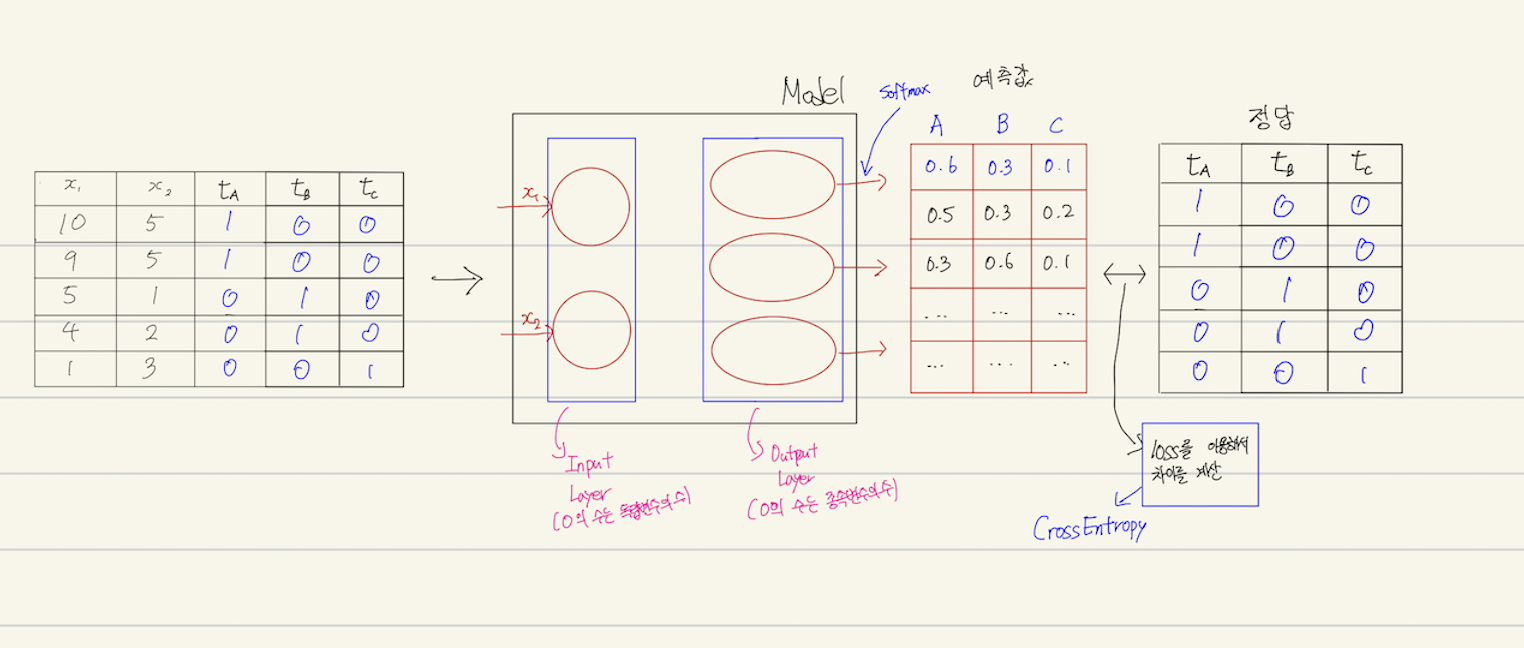 x₁ x₂ t_A t_B t_C
10 5 1 0 0
9 5 1 0 0
5 1 0 1 0
4 2 0 1 0
1 3 0 0 1
Model
x₁
x₂
Input
Layer
(O의 수는 독립변수의 수)
Output
Layer
(O의 수는 종속변수의 수)
Softmax
예측값
A B C
0.6 0.3 0.1
0.5 0.3 0.2
0.3 0.6 0.1
... ... ...
... ... ...
정답
t_A t_B t_C
1 0 0
1 0 0
0 1 0
0 1 0
0 0 1
loss를 이용해서
차이를 계산
CrossEntropy